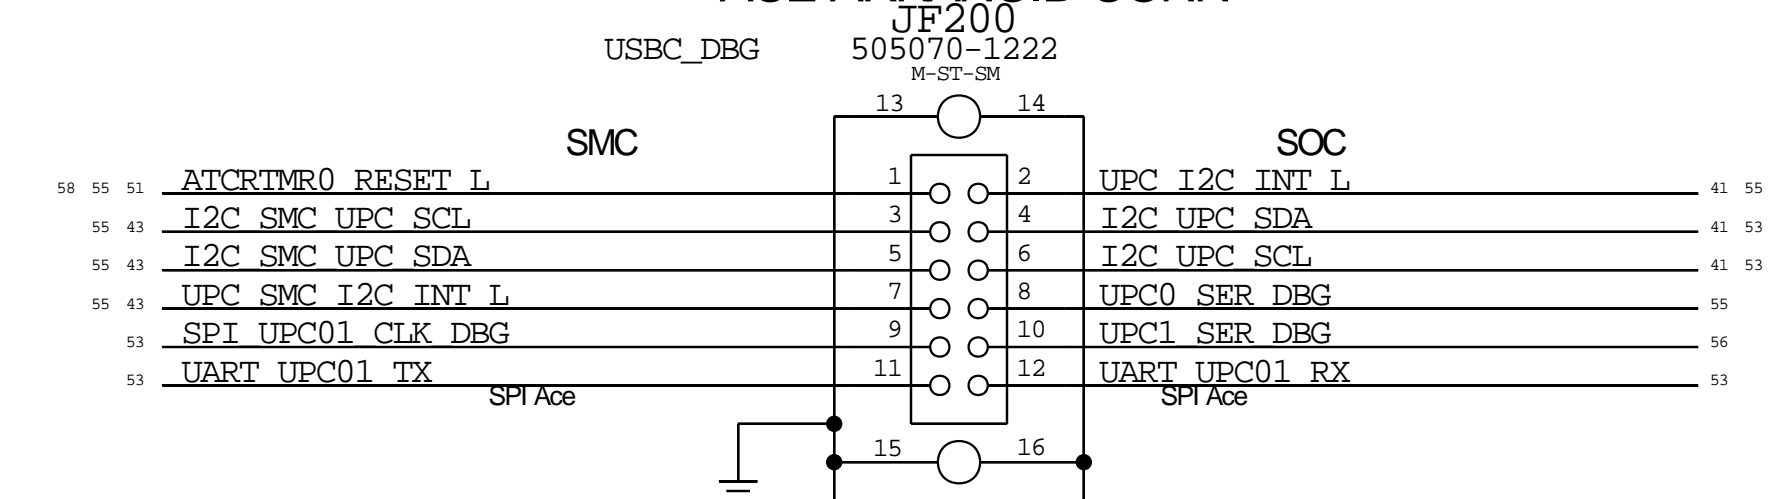 JF200
USBC_DBG 505070-1222
M-ST-SM
13 14
SMC SOC
58 55 51 ATCRTMR0_RESET_L 1 2 UPC_I2C_INT_L 41 55
55 43 I2C_SMC_UPC_SCL 3 4 I2C_UPC_SDA 41 53
55 43 I2C_SMC_UPC_SDA 5 6 I2C_UPC_SCL 41 53
55 43 UPC_SMC_I2C_INT_L 7 8 UPC0_SER_DBG 55
53 SPI_UPC01_CLK_DBG 9 10 UPC1_SER_DBG 56
53 UART_UPC01_TX 11 12 UART_UPC01_RX 53
SPI Ace SPI Ace
15 16